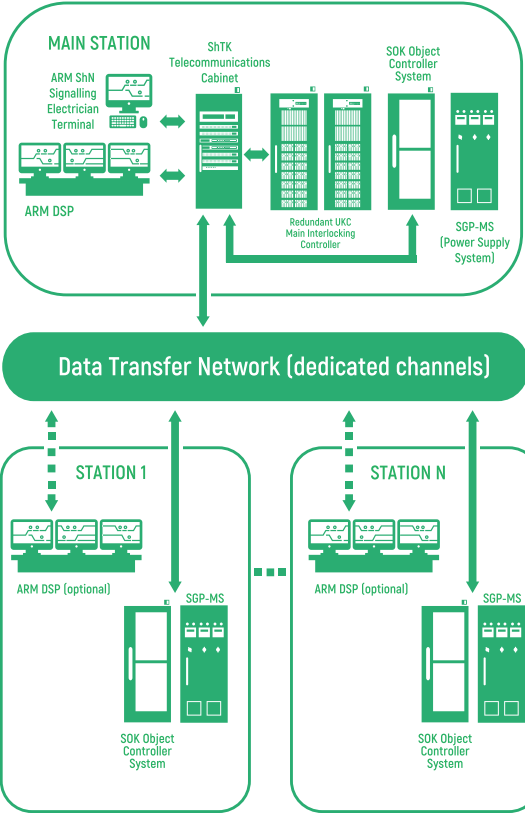 MAIN STATION
ShTK
Telecommunications
Cabinet
SOK Object
Controller
System
ARM ShN
Signalling
Electrician
Terminal
ARM DSP
Redundant UKC
Main Interlocking
Controller
SGP-MS
(Power Supply
System)
Data Transfer Network (dedicated channels)
STATION 1
ARM DSP (optional)
SGP-MS
SOK Object
Controller
System
STATION N
ARM DSP (optional)
SGP-MS
SOK Object
Controller
System